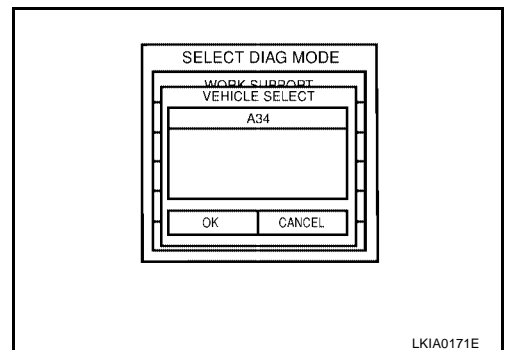 SELECT DIAG MODE
WORK SUPPORT
VEHICLE SELECT
A34
OK CANCEL
LKIA0171E